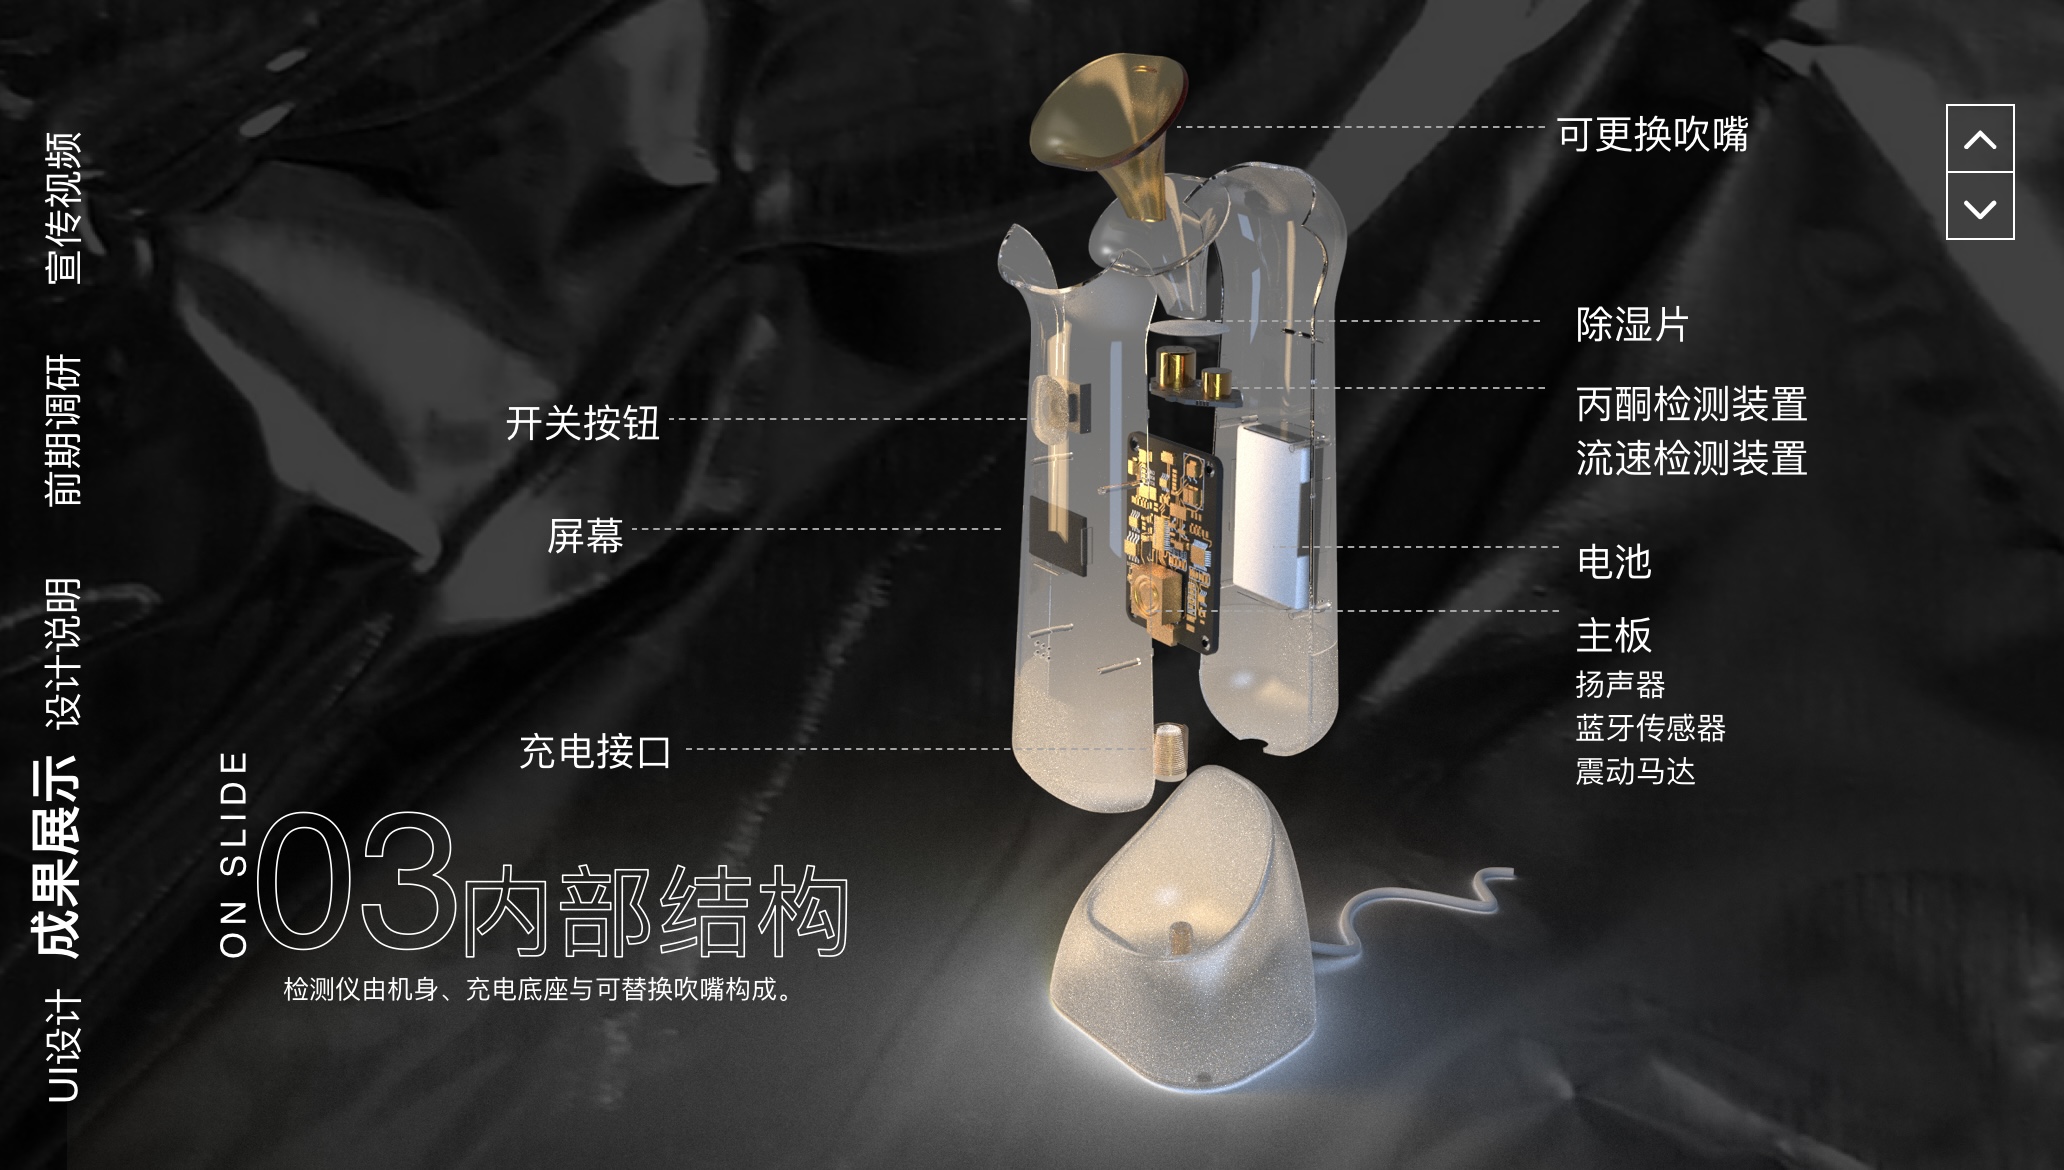 宣传视频
前期调研
设计说明
成果展示
UI设计
可更换吹嘴
除湿片
丙酮检测装置
流速检测装置
电池
主板
扬声器
蓝牙传感器
震动马达
开关按钮
屏幕
充电接口
ON SLIDE
03内部结构
检测仪由机身、充电底座与可替换吹嘴构成。